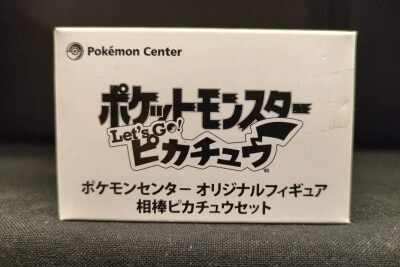 Pokémon Center
ポケットモンスター
Let's Go!
ピカチュウ
ポケモンセンター オリジナルフィギュア
相棒ピカチュウセット